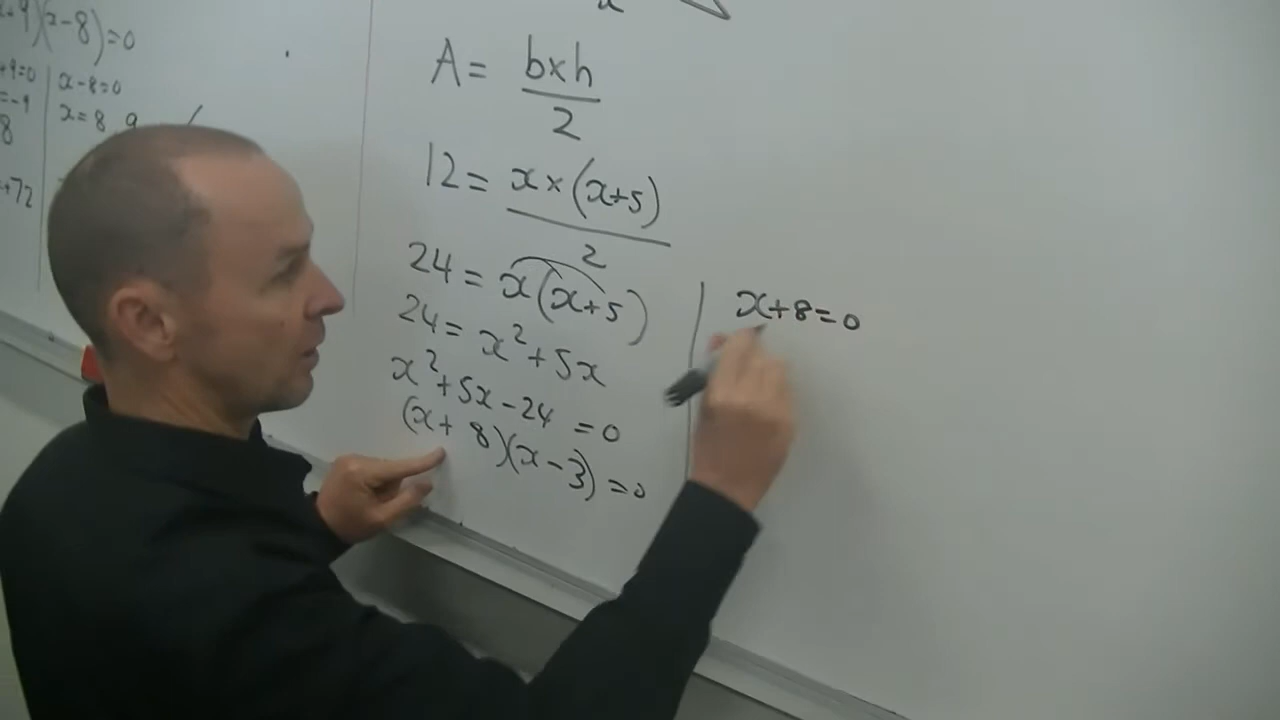 x+9)(x-8)=0
+9=0 | x-8=0
=-9
x=8
8
9
+72
x
A= b×h/2
12= x×(x+5)/2
24= x(x+5)
24= x²+5x
x²+5x-24 =0
(x+8)(x-3)=0
x+8=0